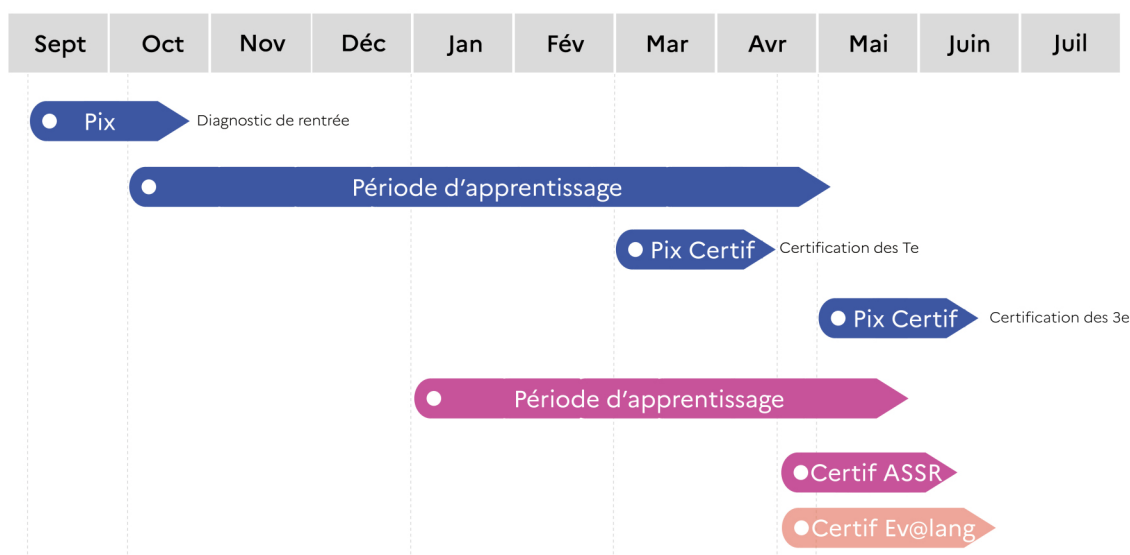 Sept Oct Nov Déc Jan Fév Mar Avr Mai Juin Juil
Pix Diagnostic de rentrée
Période d’apprentissage
Pix Certif Certification des Te
Pix Certif Certification des 3e
Période d’apprentissage
Certif ASSR
Certif Ev@lang